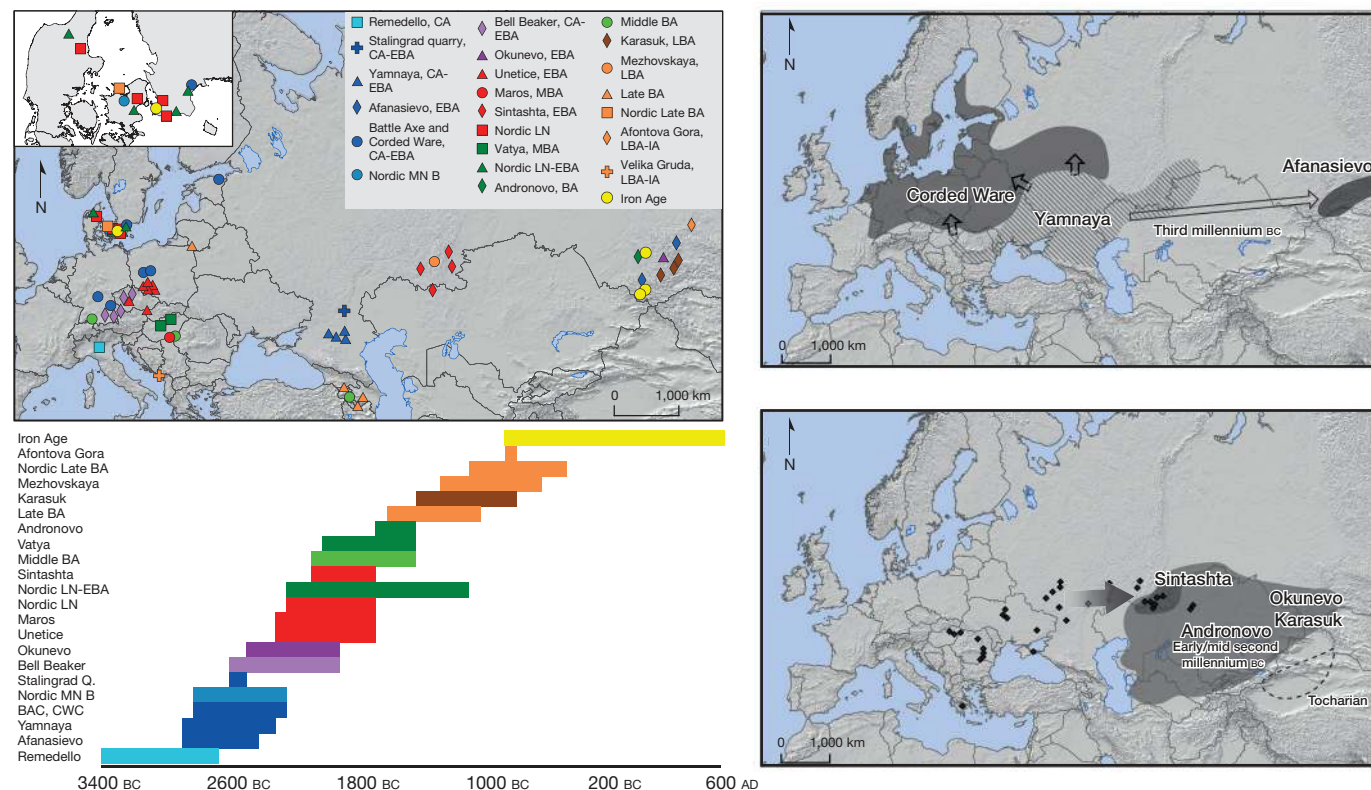 Remedello, CA
Stalingrad quarry,
CA-EBA
Yamnaya, CA-
EBA
Afanasievo, EBA
Battle Axe and
Corded Ware,
CA-EBA
Nordic MN B
Bell Beaker, CA-
EBA
Okunevo, EBA
Unetice, EBA
Maros, MBA
Sintashta, EBA
Nordic LN
Vatya, MBA
Nordic LN-EBA
Andronovo, BA
Middle BA
Karasuk, LBA
Mezhovskaya,
LBA
Late BA
Nordic Late BA
Afontova Gora,
LBA-IA
Velika Gruda,
LBA-IA
Iron Age
N
0 1,000 km
Iron Age
Afontova Gora
Nordic Late BA
Mezhovskaya
Karasuk
Late BA
Andronovo
Vatya
Middle BA
Sintashta
Nordic LN-EBA
Nordic LN
Maros
Unetice
Okunevo
Bell Beaker
Stalingrad Q.
Nordic MN B
BAC, CWC
Yamnaya
Afanasievo
Remedello
3400 BC 2600 BC 1800 BC 1000 BC 200 BC 600 AD
N
Afanasievo
Corded Ware
Yamnaya
Third millennium BC
0 1,000 km
N
Sintashta
Okunevo
Karasuk
Andronovo
Early/mid second
millennium BC
Tocharian
0 1,000 km